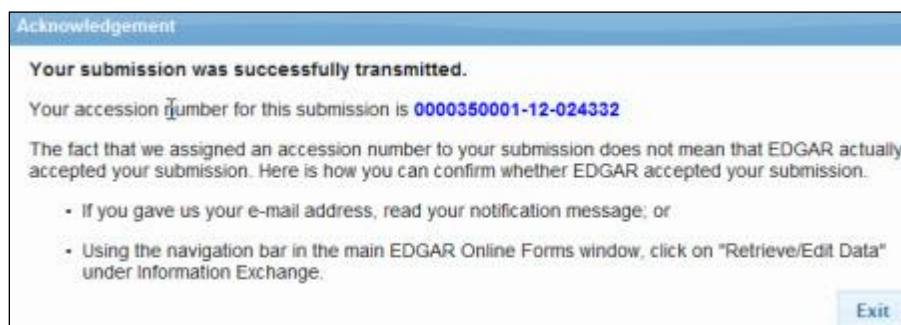 Acknowledgement
Your submission was successfully transmitted.
Your accession number for this submission is 0000350001-12-024332
The fact that we assigned an accession number to your submission does not mean that EDGAR actually
accepted your submission. Here is how you can confirm whether EDGAR accepted your submission.
• If you gave us your e-mail address, read your notification message; or
• Using the navigation bar in the main EDGAR Online Forms window, click on "Retrieve/Edit Data"
under Information Exchange.
Exit